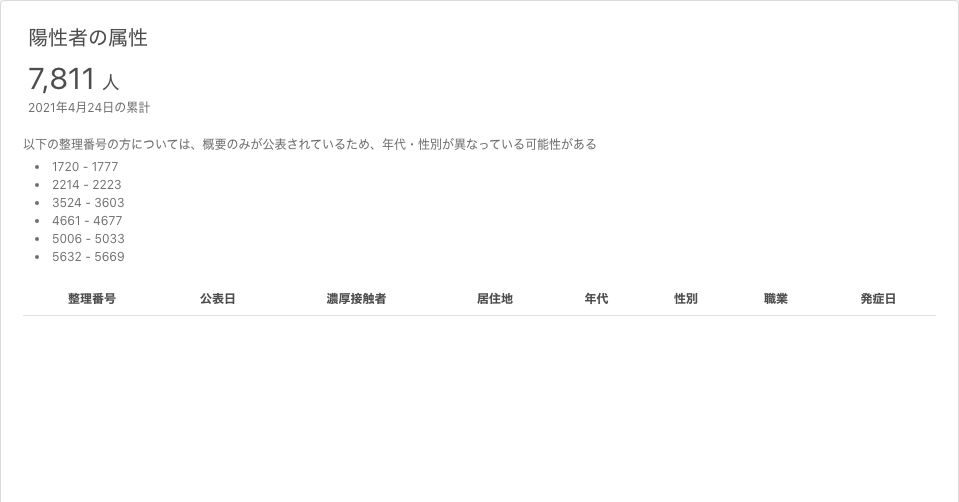 陽性者の属性
7,811 人
2021年4月24日の累計
以下の整理番号の方については、概要のみが公表されているため、年代・性別が異なっている可能性がある
• 1720 - 1777
• 2214 - 2223
• 3524 - 3603
• 4661 - 4677
• 5006 - 5033
• 5632 - 5669
整理番号 公表日 濃厚接触者 居住地 年代 性別 職業 発症日